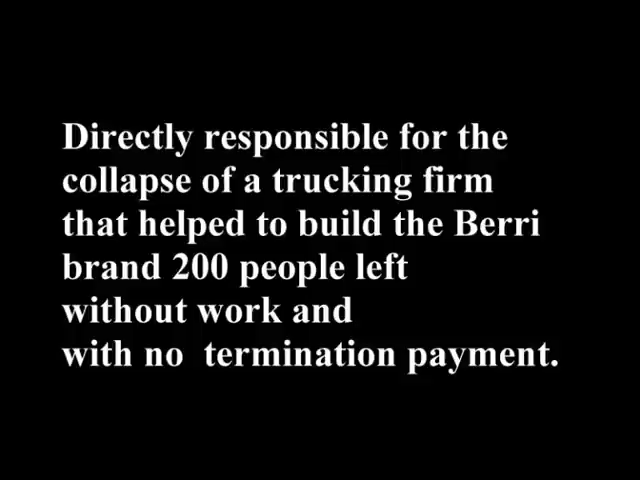 Directly responsible for the
collapse of a trucking firm
that helped to build the Berri
brand 200 people left
without work and
with no  termination payment.